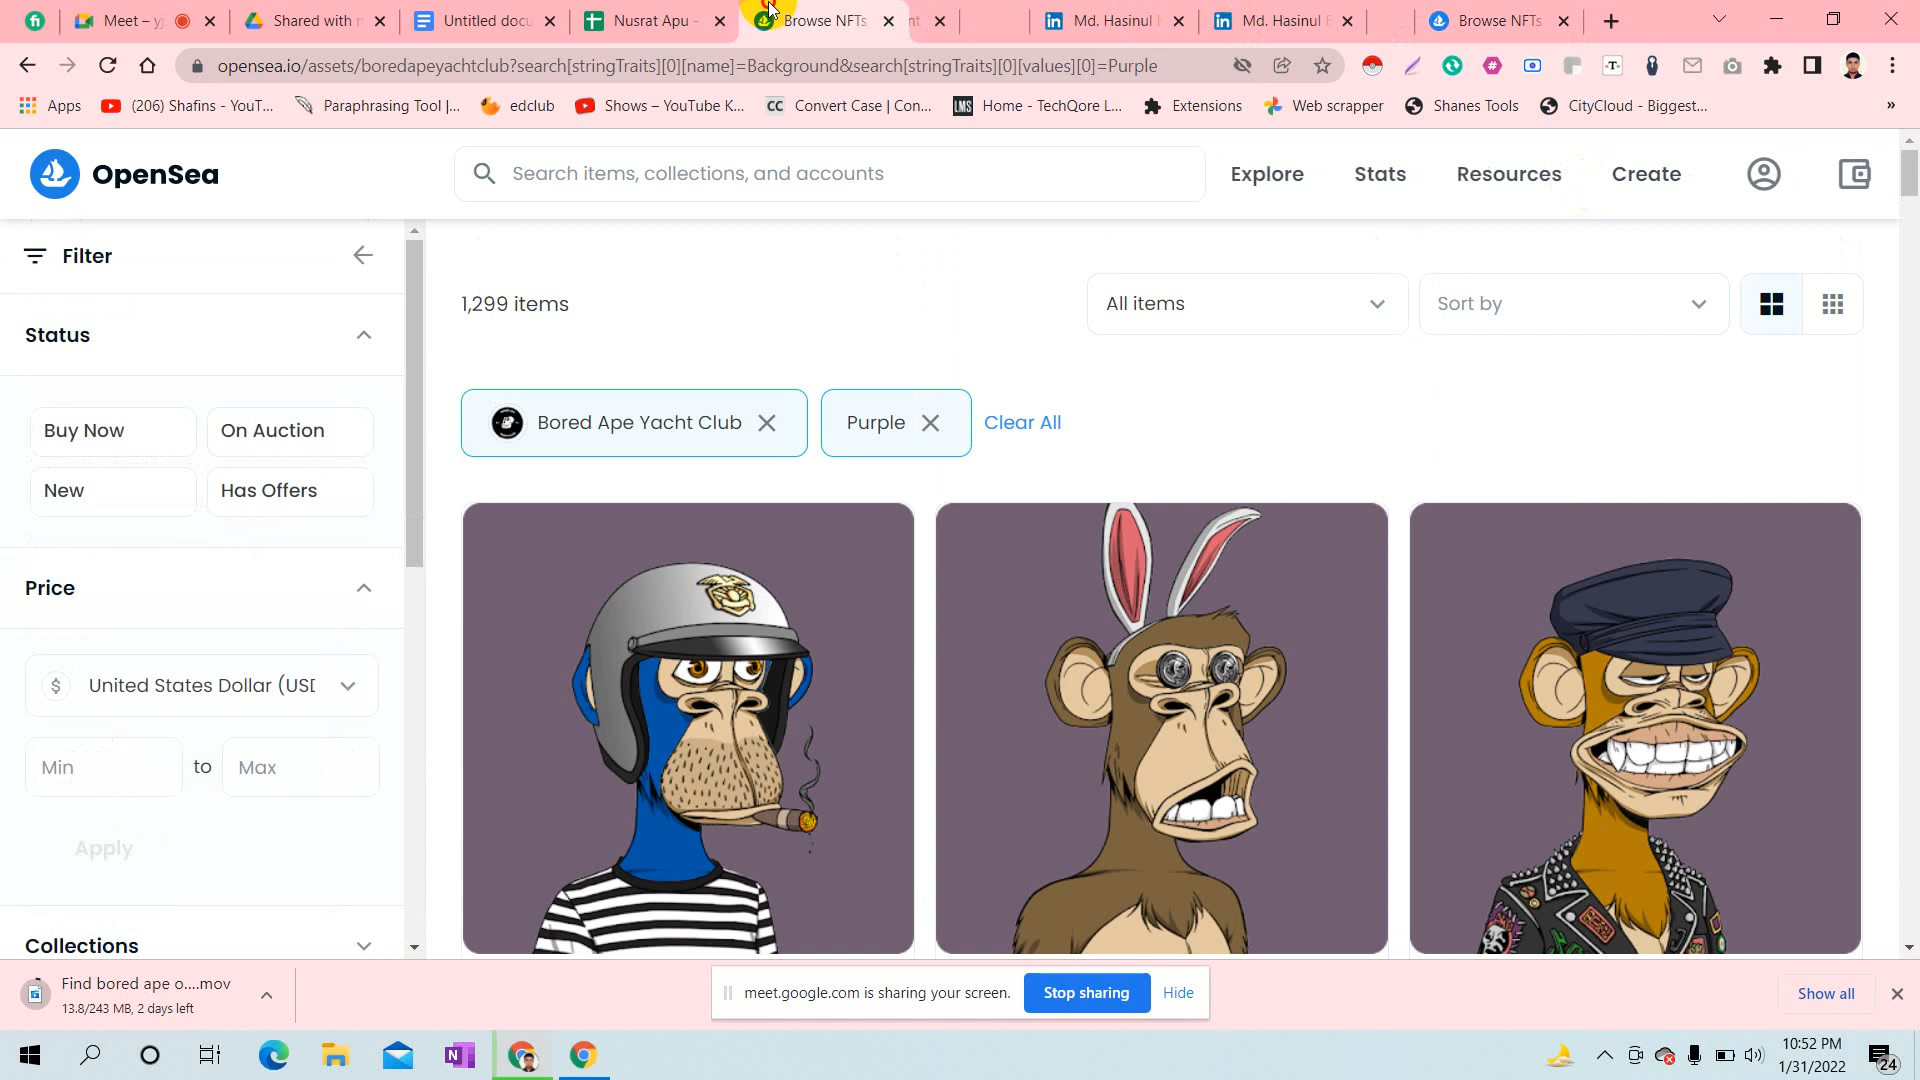 Meet – yj
Shared with m
Untitled docu
Nusrat Apu -
Browse NFTs
Md. Hasinul
Md. Hasinul
Browse NFTs
opensea.io/assets/boredapeyachtclub?search[stringTraits][0][name]=Background&search[stringTraits][0][values][0]=Purple
Apps
(206) Shafins - YouT...
Paraphrasing Tool |...
edclub
Shows – YouTube K...
CC Convert Case | Con...
LMS Home - TechQore L...
Extensions
Web scrapper
Shanes Tools
CityCloud - Biggest...
»
OpenSea
Search items, collections, and accounts
Explore
Stats
Resources
Create
Filter
1,299 items
All items
Sort by
Status
Bored Ape Yacht Club
Purple
Clear All
Buy Now
On Auction
New
Has Offers
Price
$ United States Dollar (USD
Min to Max
Apply
Collections
Find bored ape o....mov
13.8/243 MB, 2 days left
meet.google.com is sharing your screen.
Stop sharing
Hide
Show all
10:52 PM
1/31/2022
24